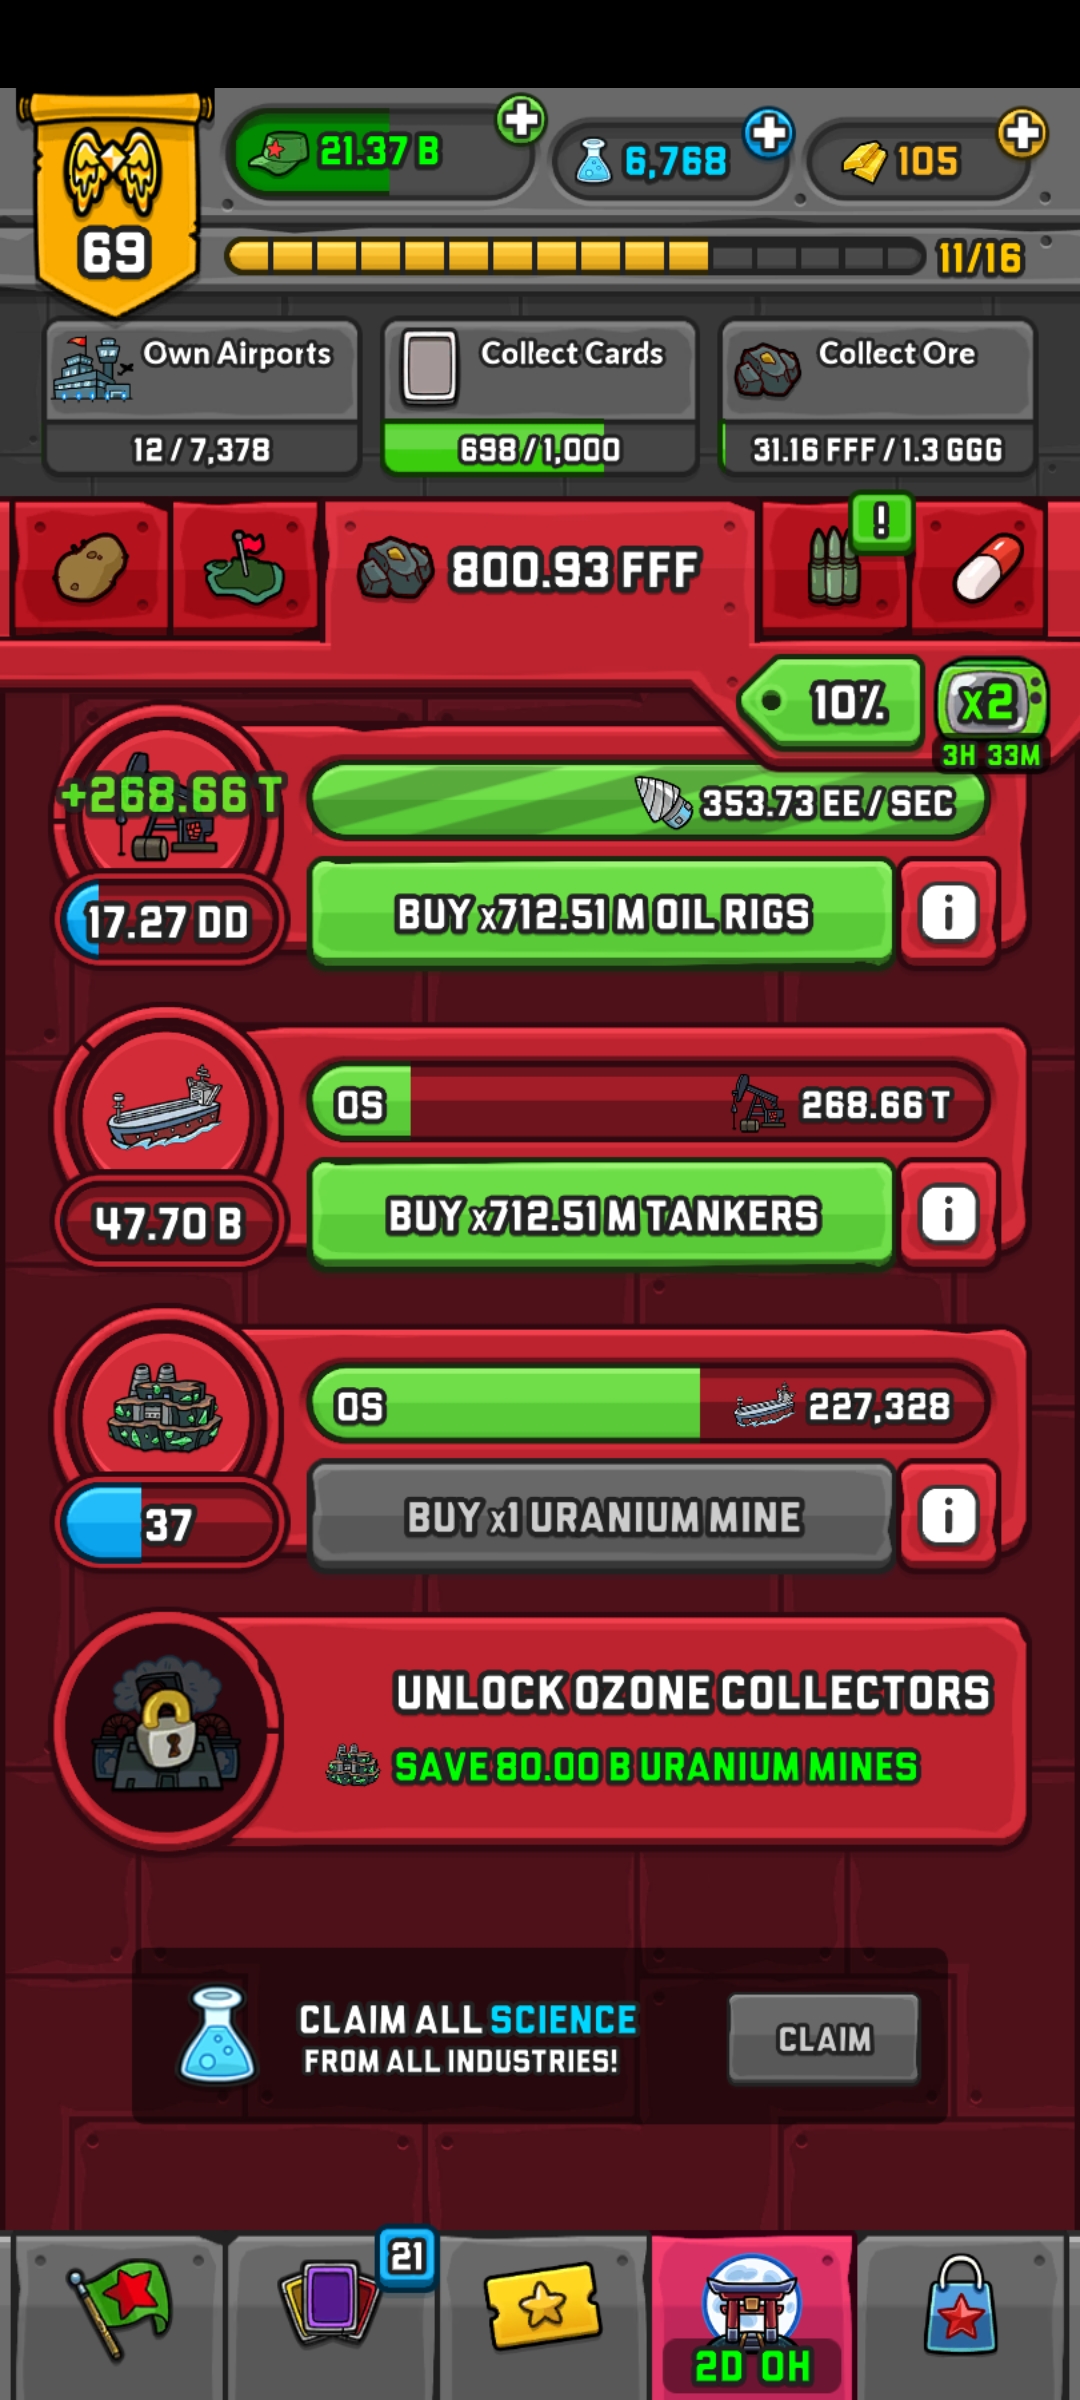 21.37 B
6,768
105
69
11/16
Own Airports
12 / 7,378
Collect Cards
698 / 1,000
Collect Ore
31.16 FFF / 1.3 GGG
800.93 FFF
!
10%
x2
3H 33M
+268.66 T
353.73 EE / SEC
17.27 DD
BUY x712.51 M OIL RIGS
i
0S
268.66 T
47.70 B
BUY x712.51 M TANKERS
i
0S
227,328
37
BUY x1 URANIUM MINE
i
UNLOCK OZONE COLLECTORS
SAVE 80.00 B URANIUM MINES
CLAIM ALL SCIENCE
FROM ALL INDUSTRIES!
CLAIM
21
2D 0H